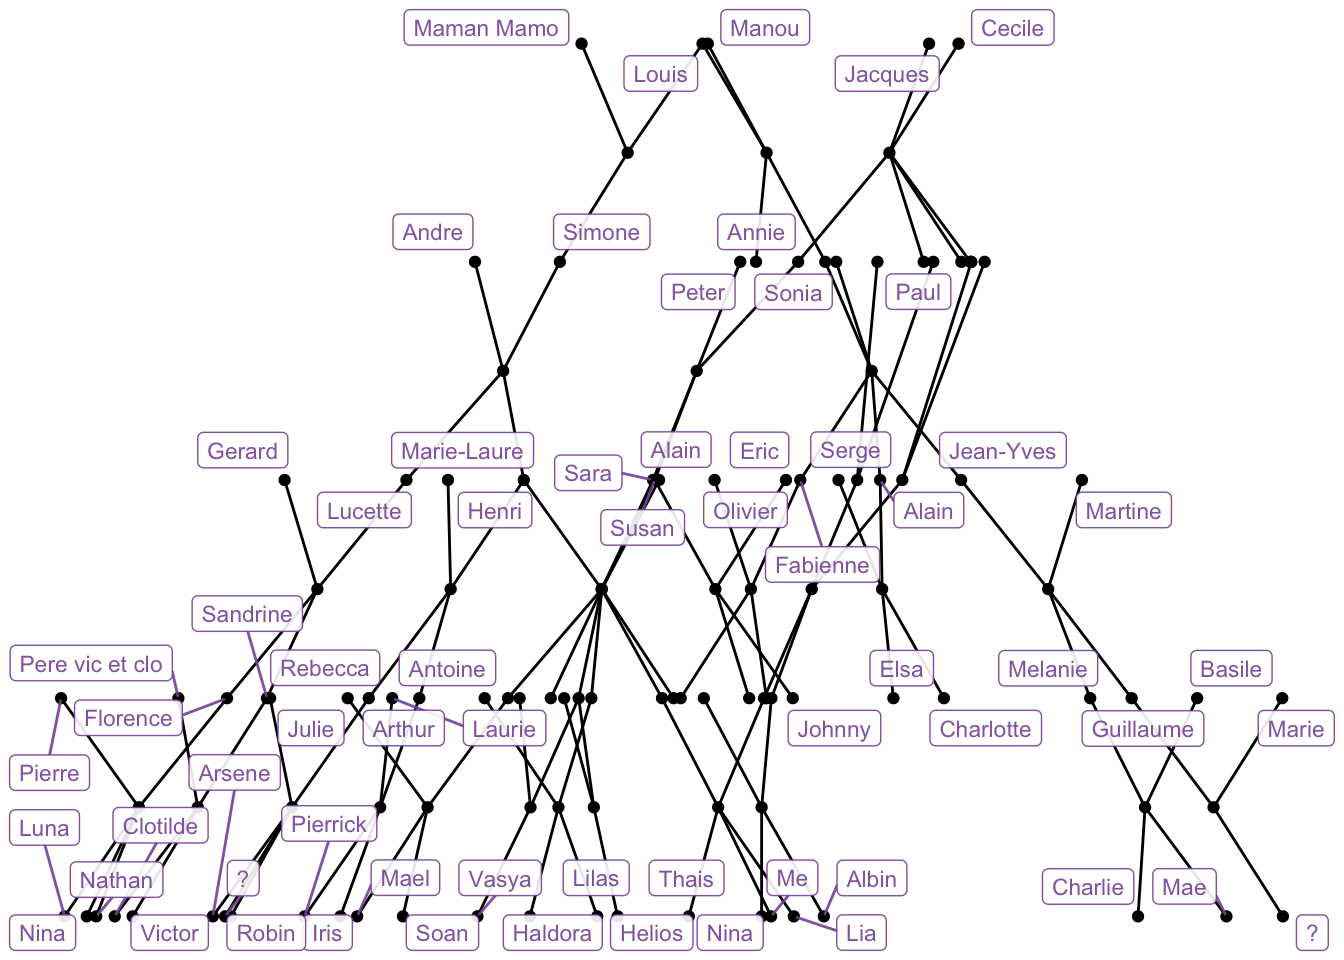 Maman Mamo
Manou
Cecile
Louis
Jacques
Andre
Simone
Annie
Peter
Sonia
Paul
Gerard
Marie-Laure
Alain
Eric
Serge
Jean-Yves
Sara
Lucette
Henri
Susan
Olivier
Alain
Martine
Fabienne
Sandrine
Pere vic et clo
Rebecca
Antoine
Elsa
Melanie
Basile
Florence
Julie
Arthur
Laurie
Johnny
Charlotte
Guillaume
Marie
Pierre
Arsene
Luna
Clotilde
Pierrick
Nathan
?
Mael
Vasya
Lilas
Thais
Me
Albin
Charlie
Mae
Nina
Victor
Robin
Iris
Soan
Haldora
Helios
Nina
Lia
?